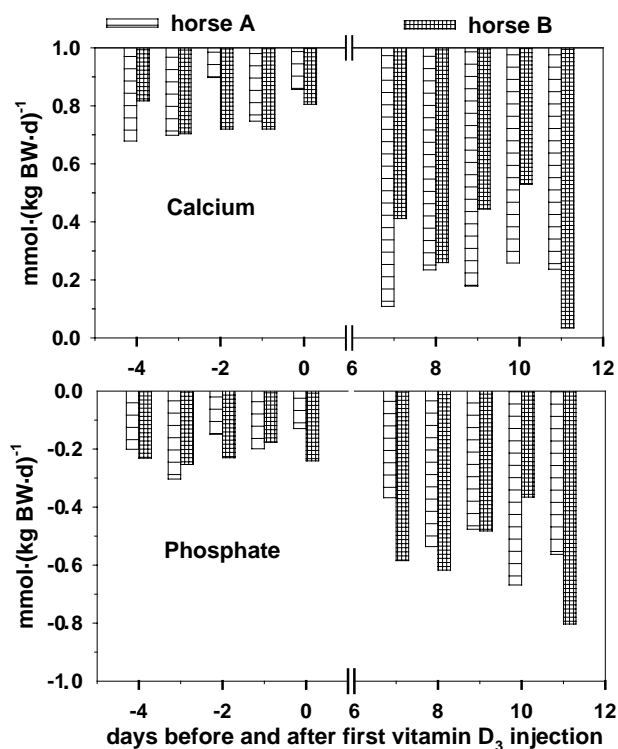 horse A
horse B
1.0
0.8
0.6
0.4
0.2
0.0
mmol·(kg BW·d)⁻¹
Calcium
-4 -2 0 6 8 10 12
0.0
-0.2
-0.4
-0.6
-0.8
-1.0
mmol·(kg BW·d)⁻¹
Phosphate
-4 -2 0 6 8 10 12
days before and after first vitamin D₃ injection